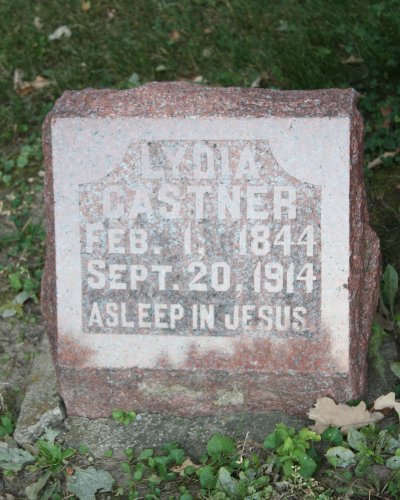 LYDIA
CASTNER
FEB. 1, 1844
SEPT. 20, 1914
ASLEEP IN JESUS.